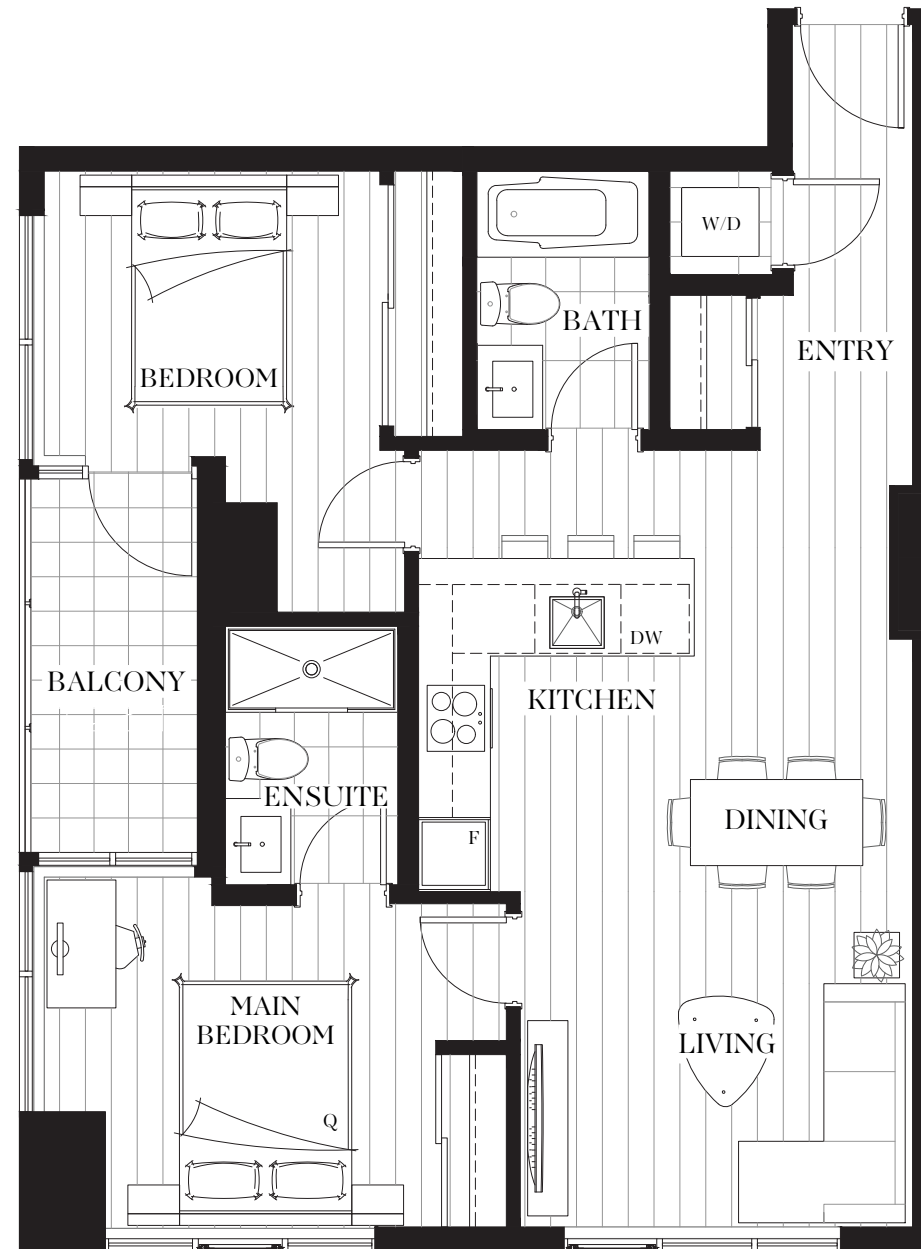 W/D
BATH
ENTRY
BEDROOM
DW
BALCONY
KITCHEN
ENSUITE
DINING
F
MAIN
BEDROOM
LIVING
Q